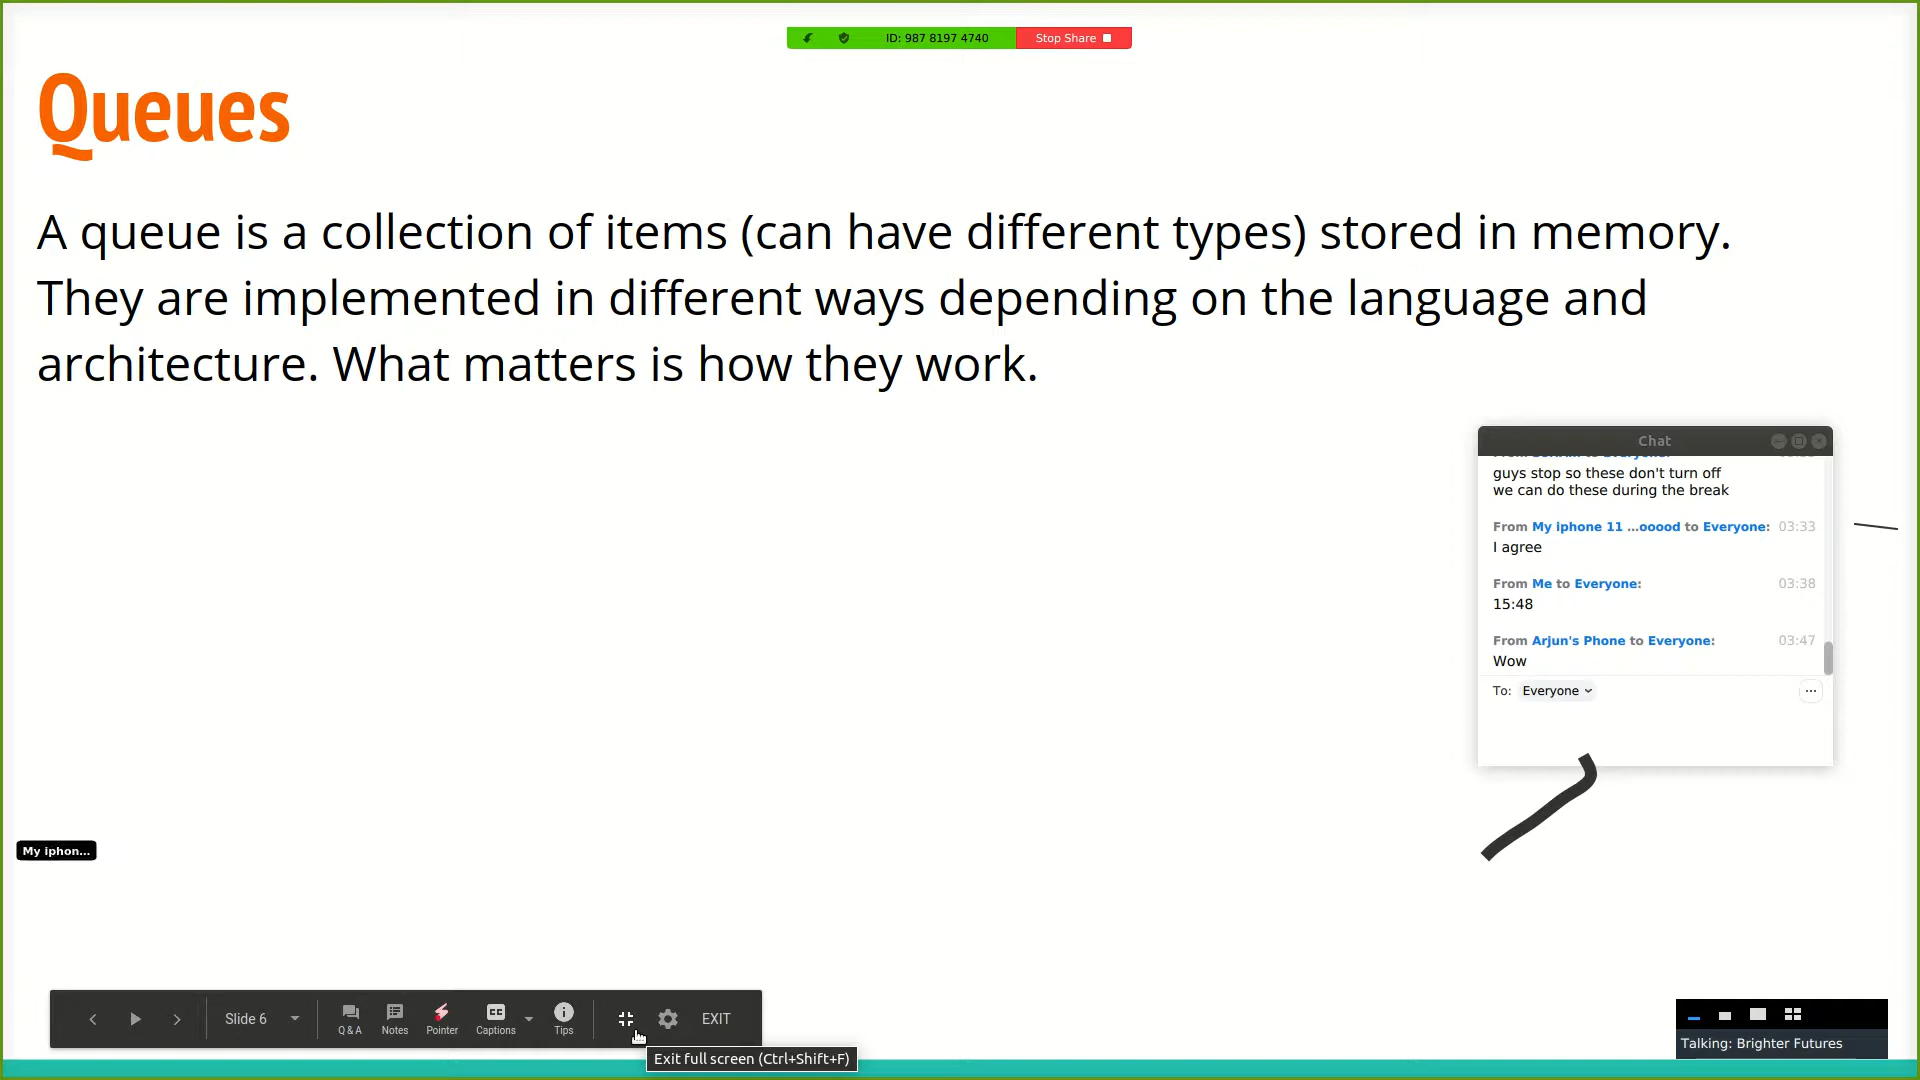 ID: 987 8197 4740
Stop Share
Queues
A queue is a collection of items (can have different types) stored in memory.
They are implemented in different ways depending on the language and
architecture. What matters is how they work.
Chat
guys stop so these don't turn off
we can do these during the break
From My iphone 11 ...ooood to Everyone: 03:33
I agree
From Me to Everyone: 03:38
15:48
From Arjun's Phone to Everyone: 03:47
Wow
To: Everyone
My iphon...
Slide 6
Q & A
Notes
Pointer
Captions
Tips
EXIT
Exit full screen (Ctrl+Shift+F)
Talking: Brighter Futures